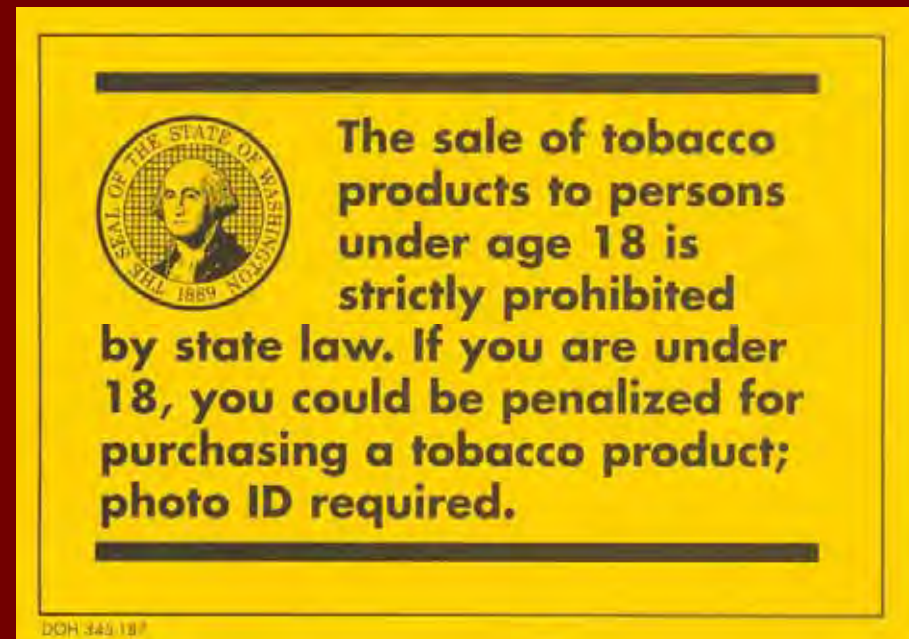 THE SEAL OF THE STATE OF WASHINGTON
1889
The sale of tobacco
products to persons
under age 18 is
strictly prohibited
by state law. If you are under
18, you could be penalized for
purchasing a tobacco product;
photo ID required.
DOH 345-187